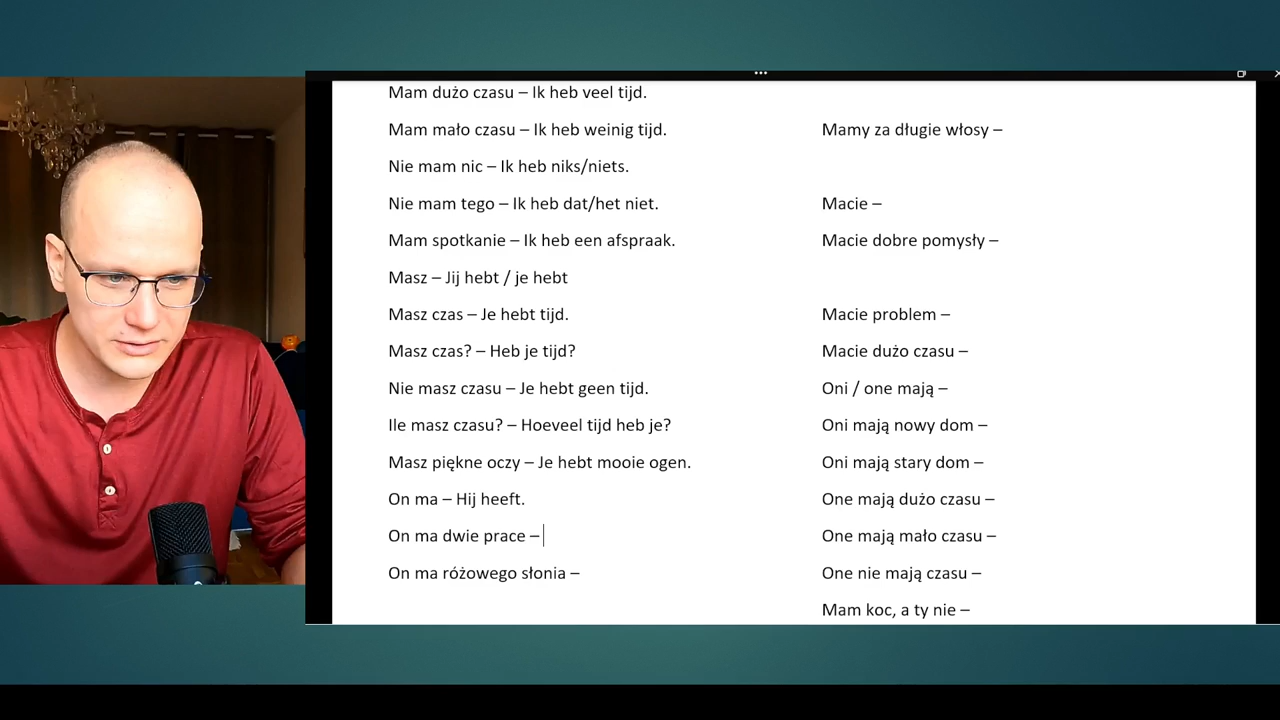 Mam dużo czasu – Ik heb veel tijd.
Mam mało czasu – Ik heb weinig tijd.
Nie mam nic – Ik heb niks/niets.
Nie mam tego – Ik heb dat/het niet.
Mam spotkanie – Ik heb een afspraak.
Masz – Jij hebt / je hebt
Masz czas – Je hebt tijd.
Masz czas? – Heb je tijd?
Nie masz czasu – Je hebt geen tijd.
Ile masz czasu? – Hoeveel tijd heb je?
Masz piękne oczy – Je hebt mooie ogen.
On ma – Hij heeft.
On ma dwie prace –
On ma różowego słonia –
Mamy za długie włosy –
Macie –
Macie dobre pomysły –
Macie problem –
Macie dużo czasu –
Oni / one mają –
Oni mają nowy dom –
Oni mają stary dom –
One mają dużo czasu –
One mają mało czasu –
One nie mają czasu –
Mam koc, a ty nie –